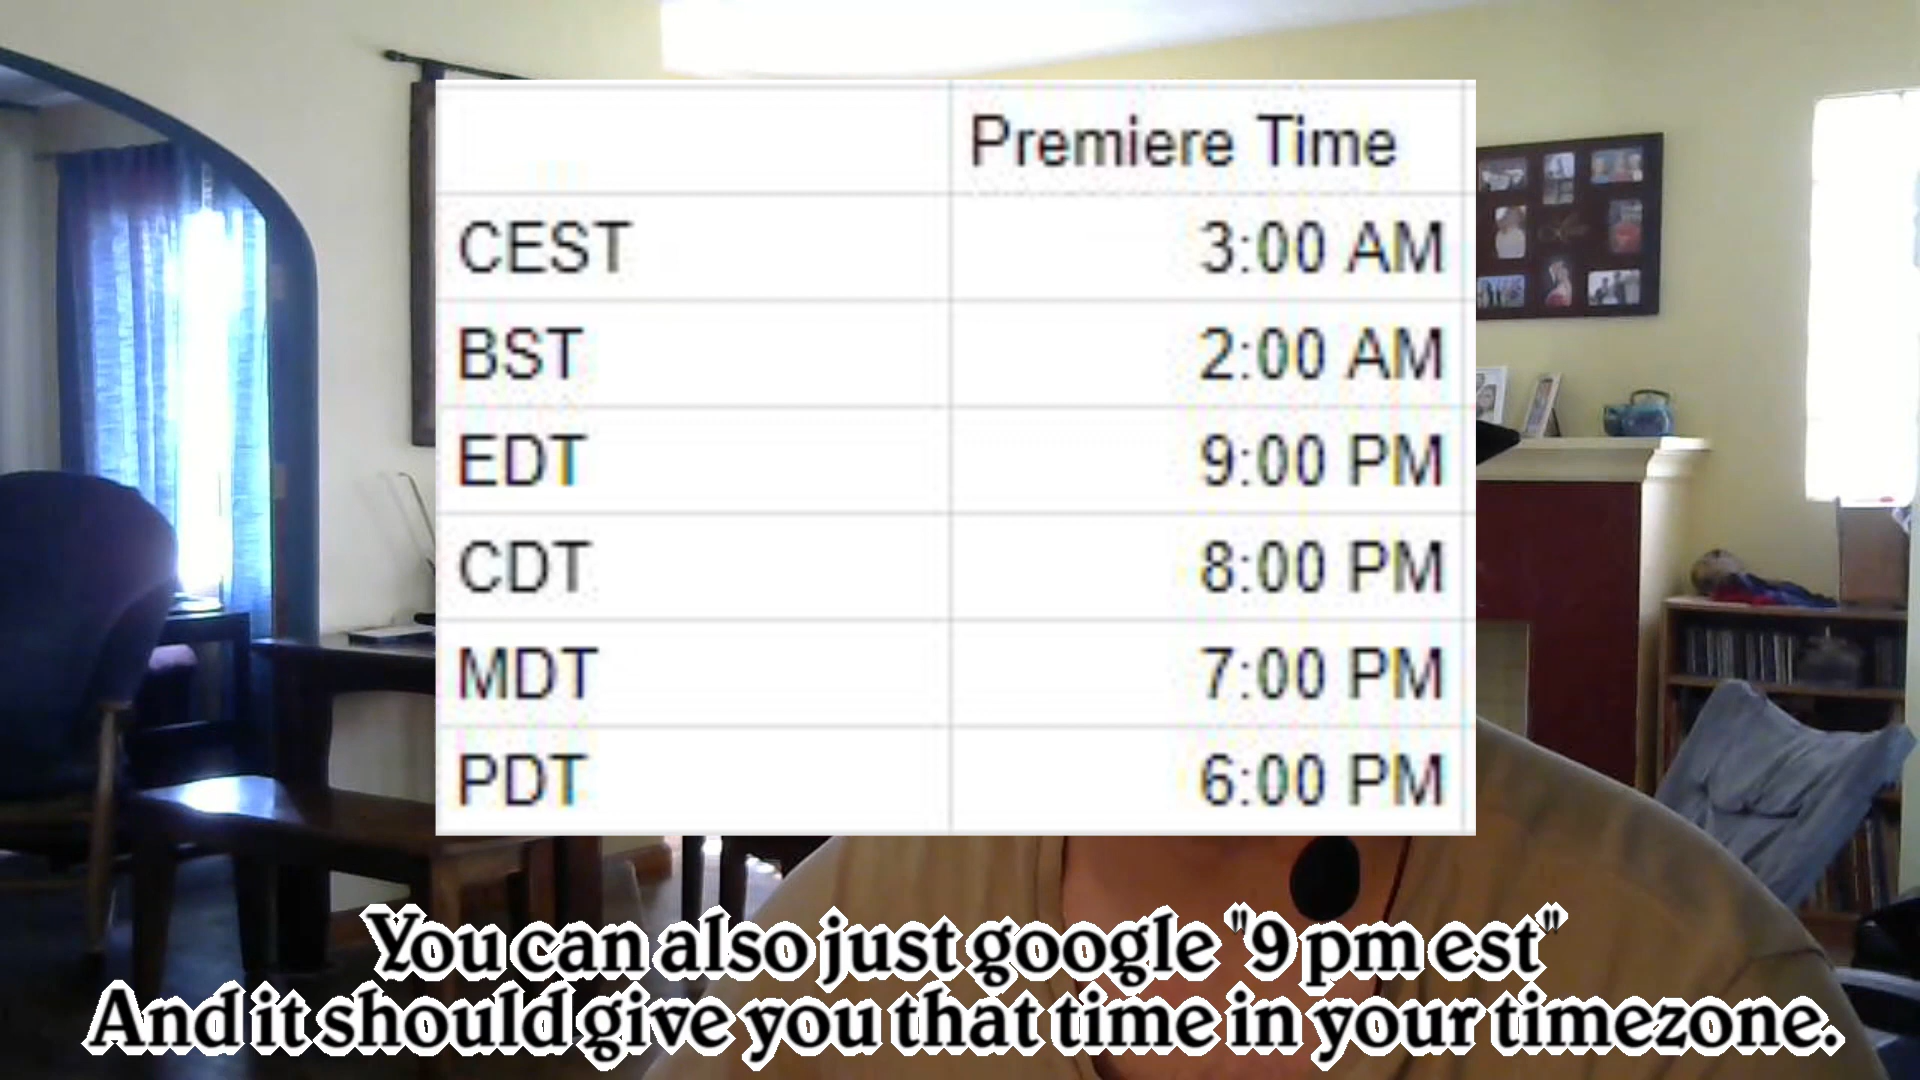 Premiere Time
CEST 3:00 AM
BST 2:00 AM
EDT 9:00 PM
CDT 8:00 PM
MDT 7:00 PM
PDT 6:00 PM
You can also just google "9 pm est"
And it should give you that time in your timezone.